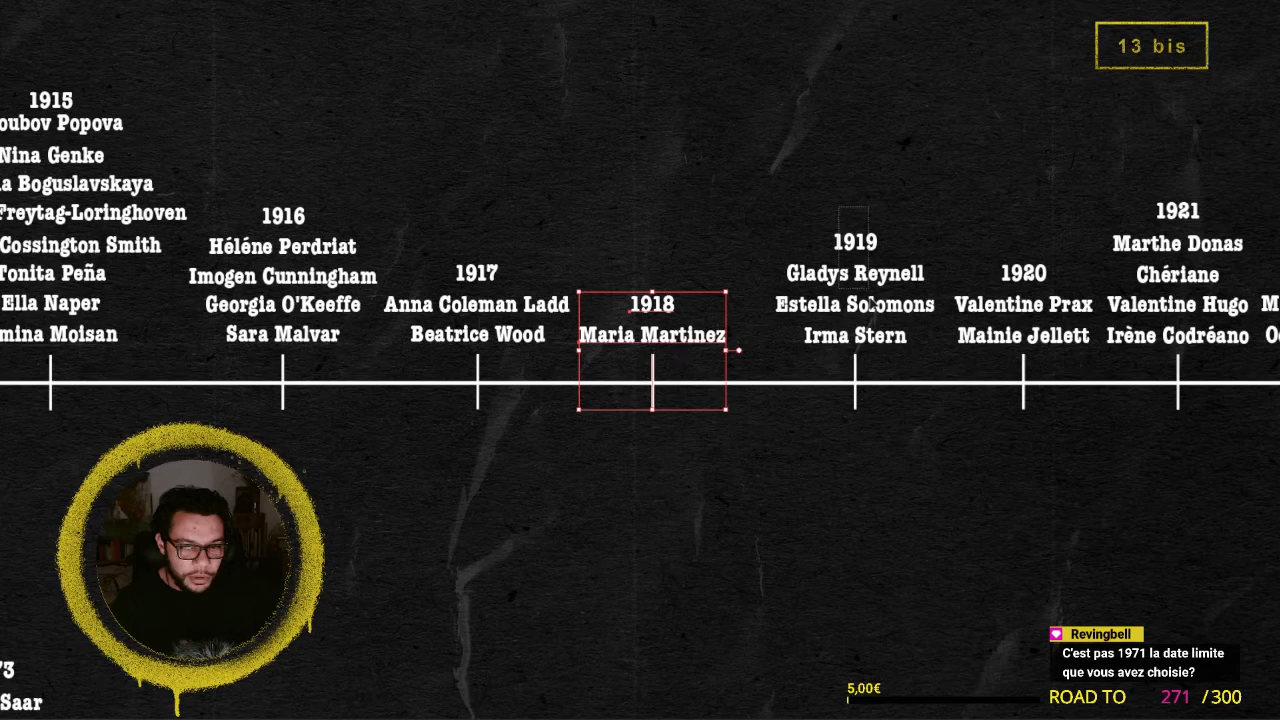 13 bis
1915
oubov Popova
Nina Genke
a Boguslavskaya
Freytag-Loringhoven
Cossington Smith
Tonita Peña
Ella Naper
mina Moisan
1916
Héléne Perdriat
Imogen Cunningham
Georgia O'Keeffe
Sara Malvar
1917
Anna Coleman Ladd
Beatrice Wood
1918
Maria Martinez
1919
Gladys Reynell
Estella Solomons
Irma Stern
1920
Valentine Prax
Mainie Jellett
1921
Marthe Donas
Chériane
Valentine Hugo
Irène Codréano
M
O
73
Saar
Revingbell
C'est pas 1971 la date limite
que vous avez choisie?
5,00€
ROAD TO 271 / 300